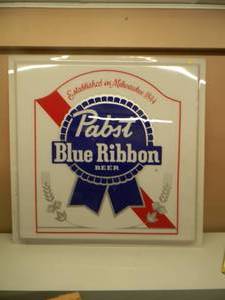 Established in Milwaukee 1844
Pabst
Blue Ribbon
BEER